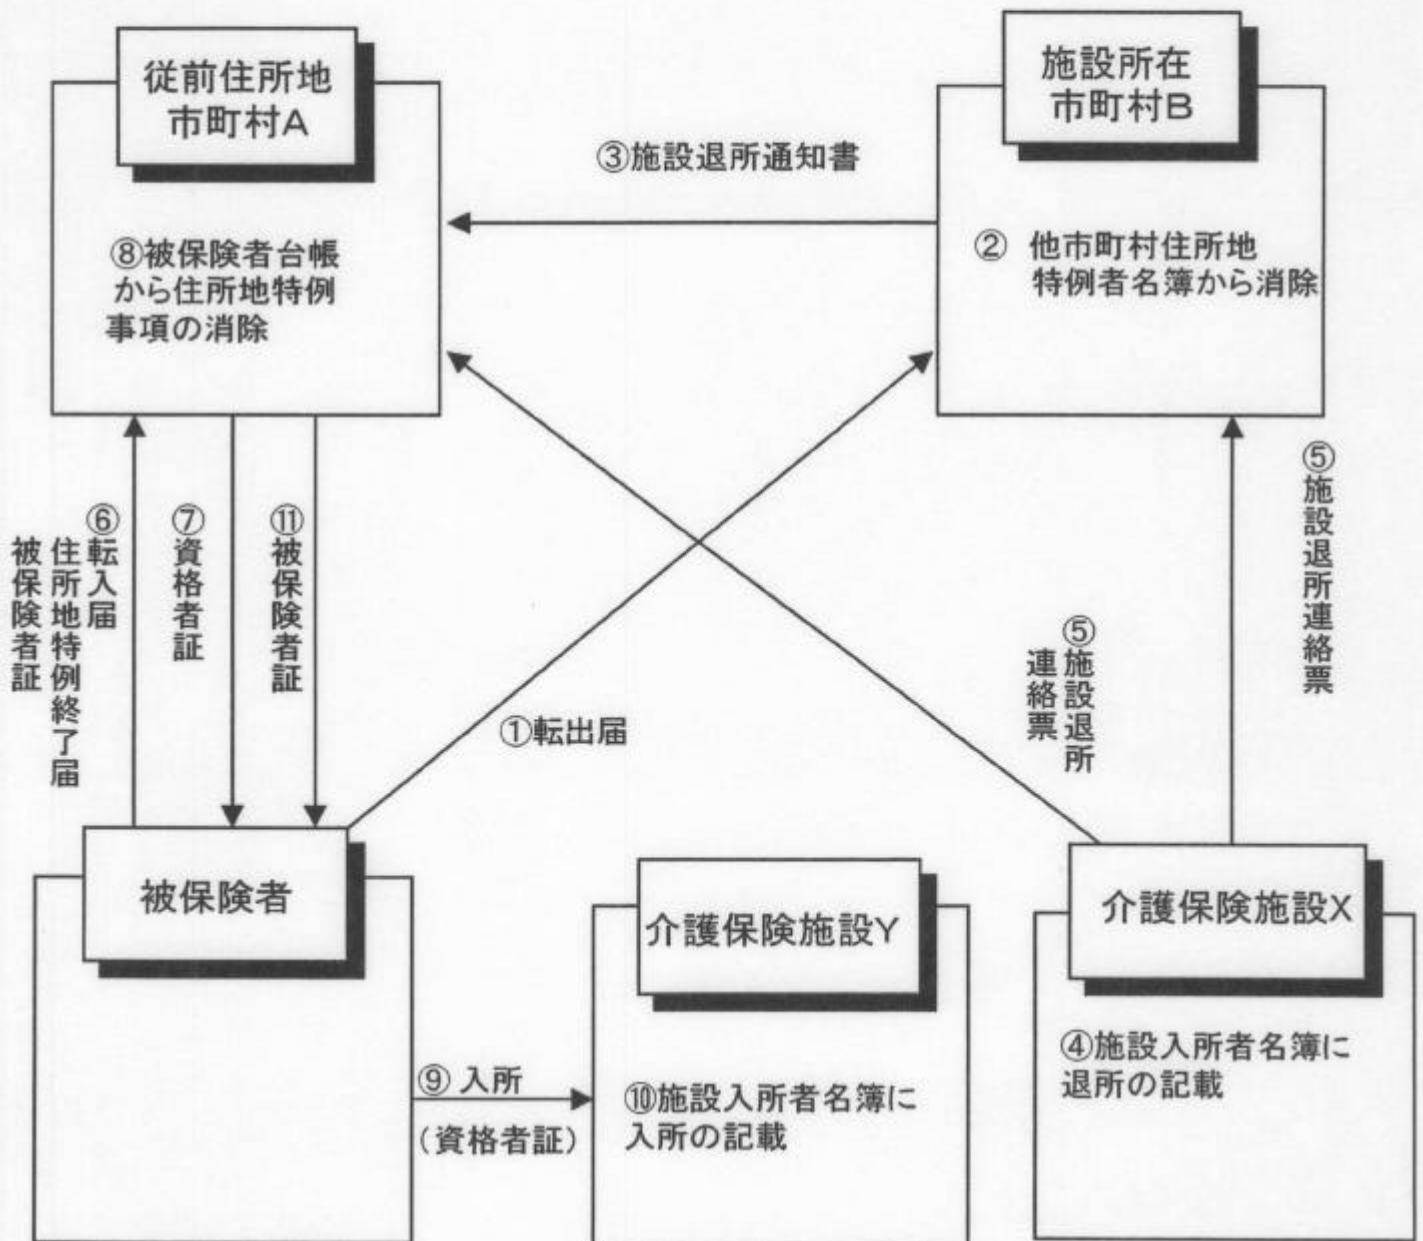 従前住所地
市町村A
施設所在
市町村B
③施設退所通知書
⑧被保険者台帳
から住所地特例
事項の消除
② 他市町村住所地
特例者名簿から消除
⑥転入届
住所地特例終了届
被保険者証
⑦資格者証
⑪被保険者証
①転出届
⑤施設退所
連絡票
⑤施設退所連絡票
被保険者
介護保険施設Y
介護保険施設X
⑨ 入所
(資格者証)
⑩施設入所者名簿に
入所の記載
④施設入所者名簿に
退所の記載